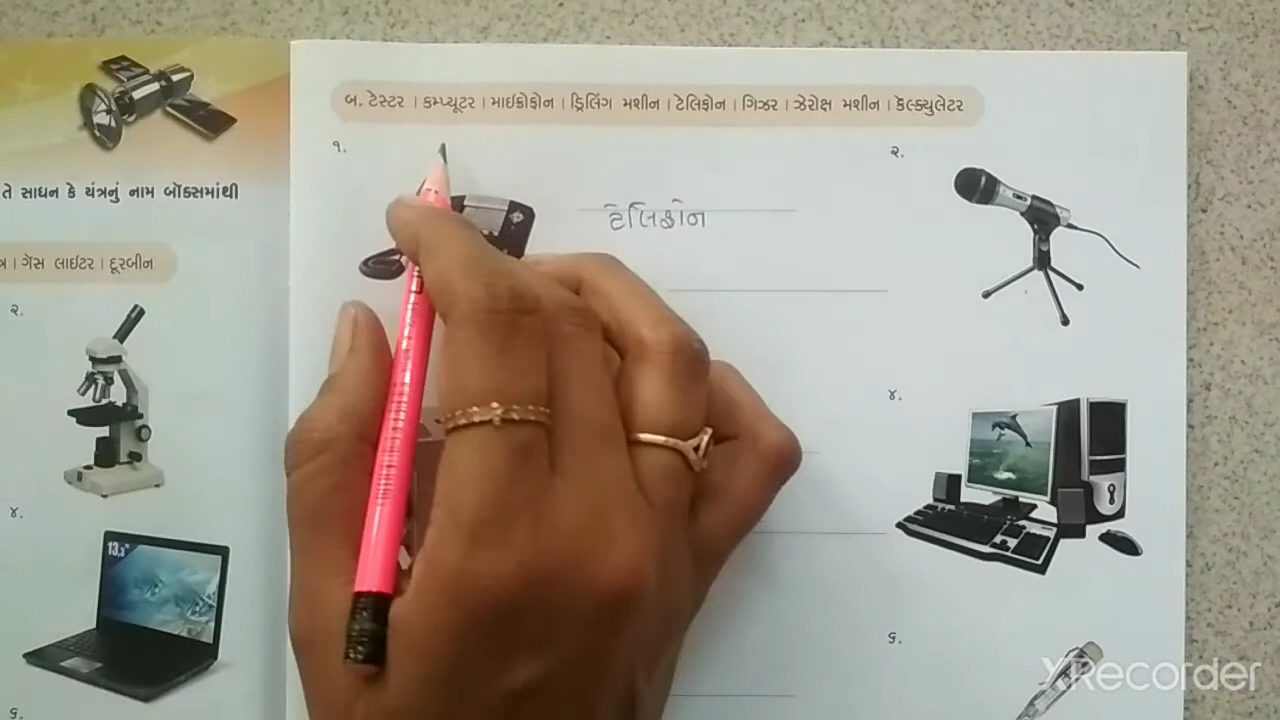 તે સાધન કે યંત્રનું નામ બૉક્સમાંથી
। ગૅસ લાઇટર । દૂરબીન
૨.
૪.
13,3"
૬.
બ. ટેસ્ટર । કમ્પ્યૂટર । માઇક્રોફોન । ડ્રિલિંગ મશીન । ટેલિફોન । ગિઝર । ઝેરોક્ષ મશીન । કૅલ્ક્યુલેટર
૧.
ટેલિફોન
૨.
૪.
૬.
XRecorder